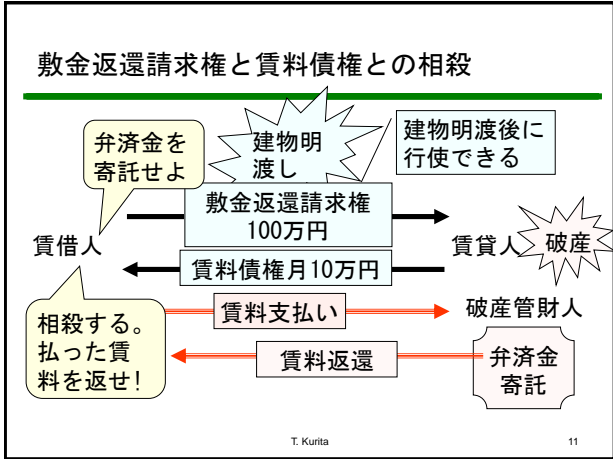 敷金返還請求権と賃料債権との相殺
弁済金を
寄託せよ
建物明
渡し
建物明渡後に
行使できる
敷金返還請求権
100万円
賃借人
賃貸人
破産
賃料債権月10万円
相殺する。
払った賃
料を返せ!
賃料支払い
破産管財人
賃料返還
弁済金
寄託
T. Kurita
11